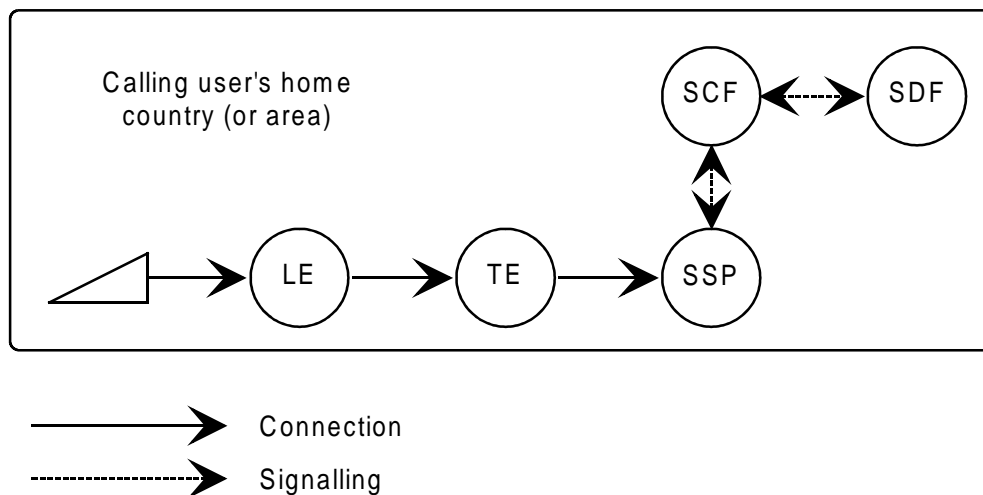 Calling user's home
country (or area)
SCF
SDF
LE
TE
SSP
Connection
Signalling